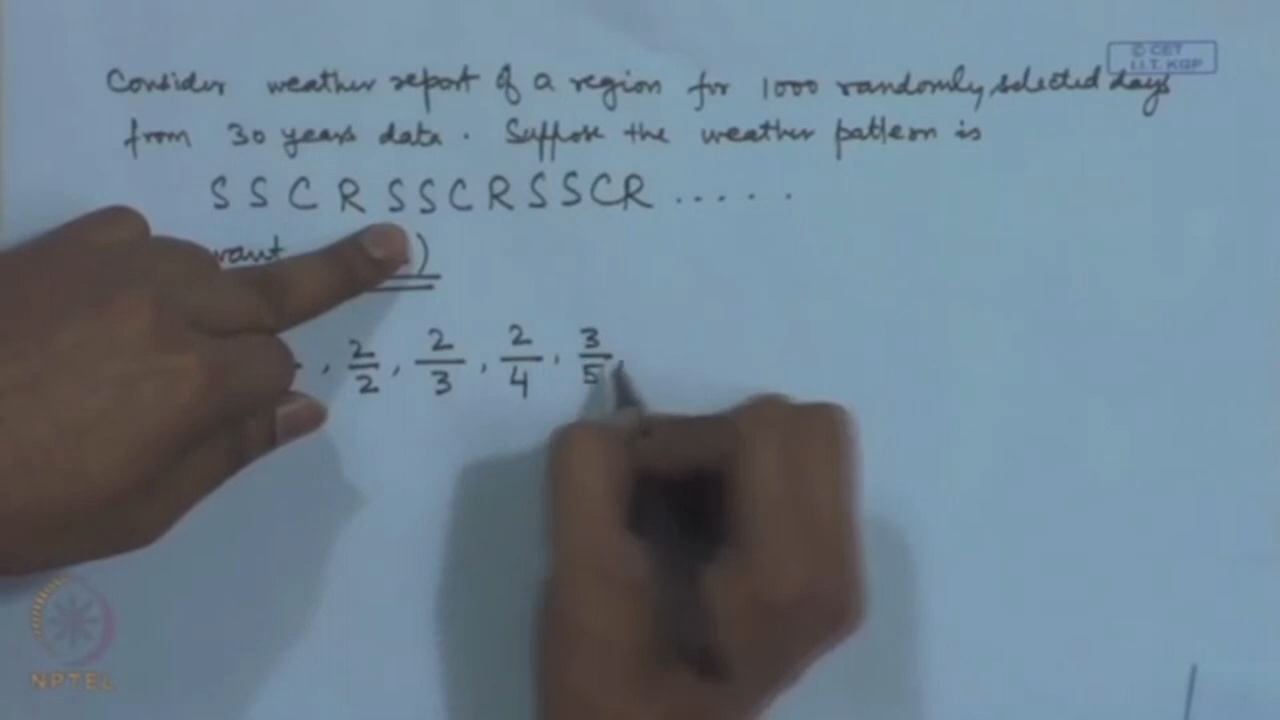 © CET
I.I.T. KGP
Consider weather report of a region for 1000 randomly selected days
from 30 years data. Suppose the weather pattern is
S S C R S S C R S S C R .....
want )
, 2/2, 2/3, 2/4, 3/5,
NPTEL